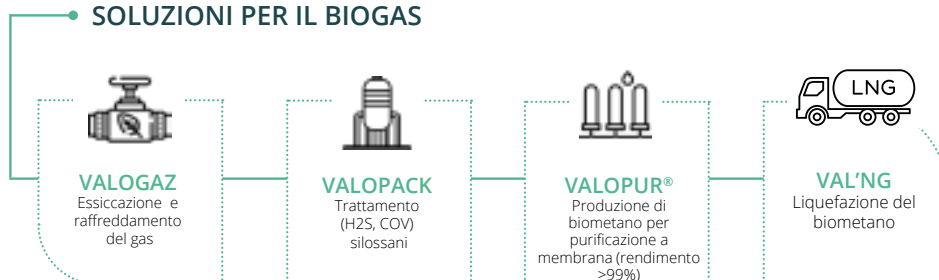 SOLUZIONI PER IL BIOGAS
LNG
VALOGAZ
Essiccazione e
raffreddamento
del gas
VALOPACK
Trattamento
(H2S, COV)
silossani
VALOPUR®
Produzione di
biometano per
purificazione a
membrana (rendimento
>99%)
VAL'NG
Liquefazione del
biometano